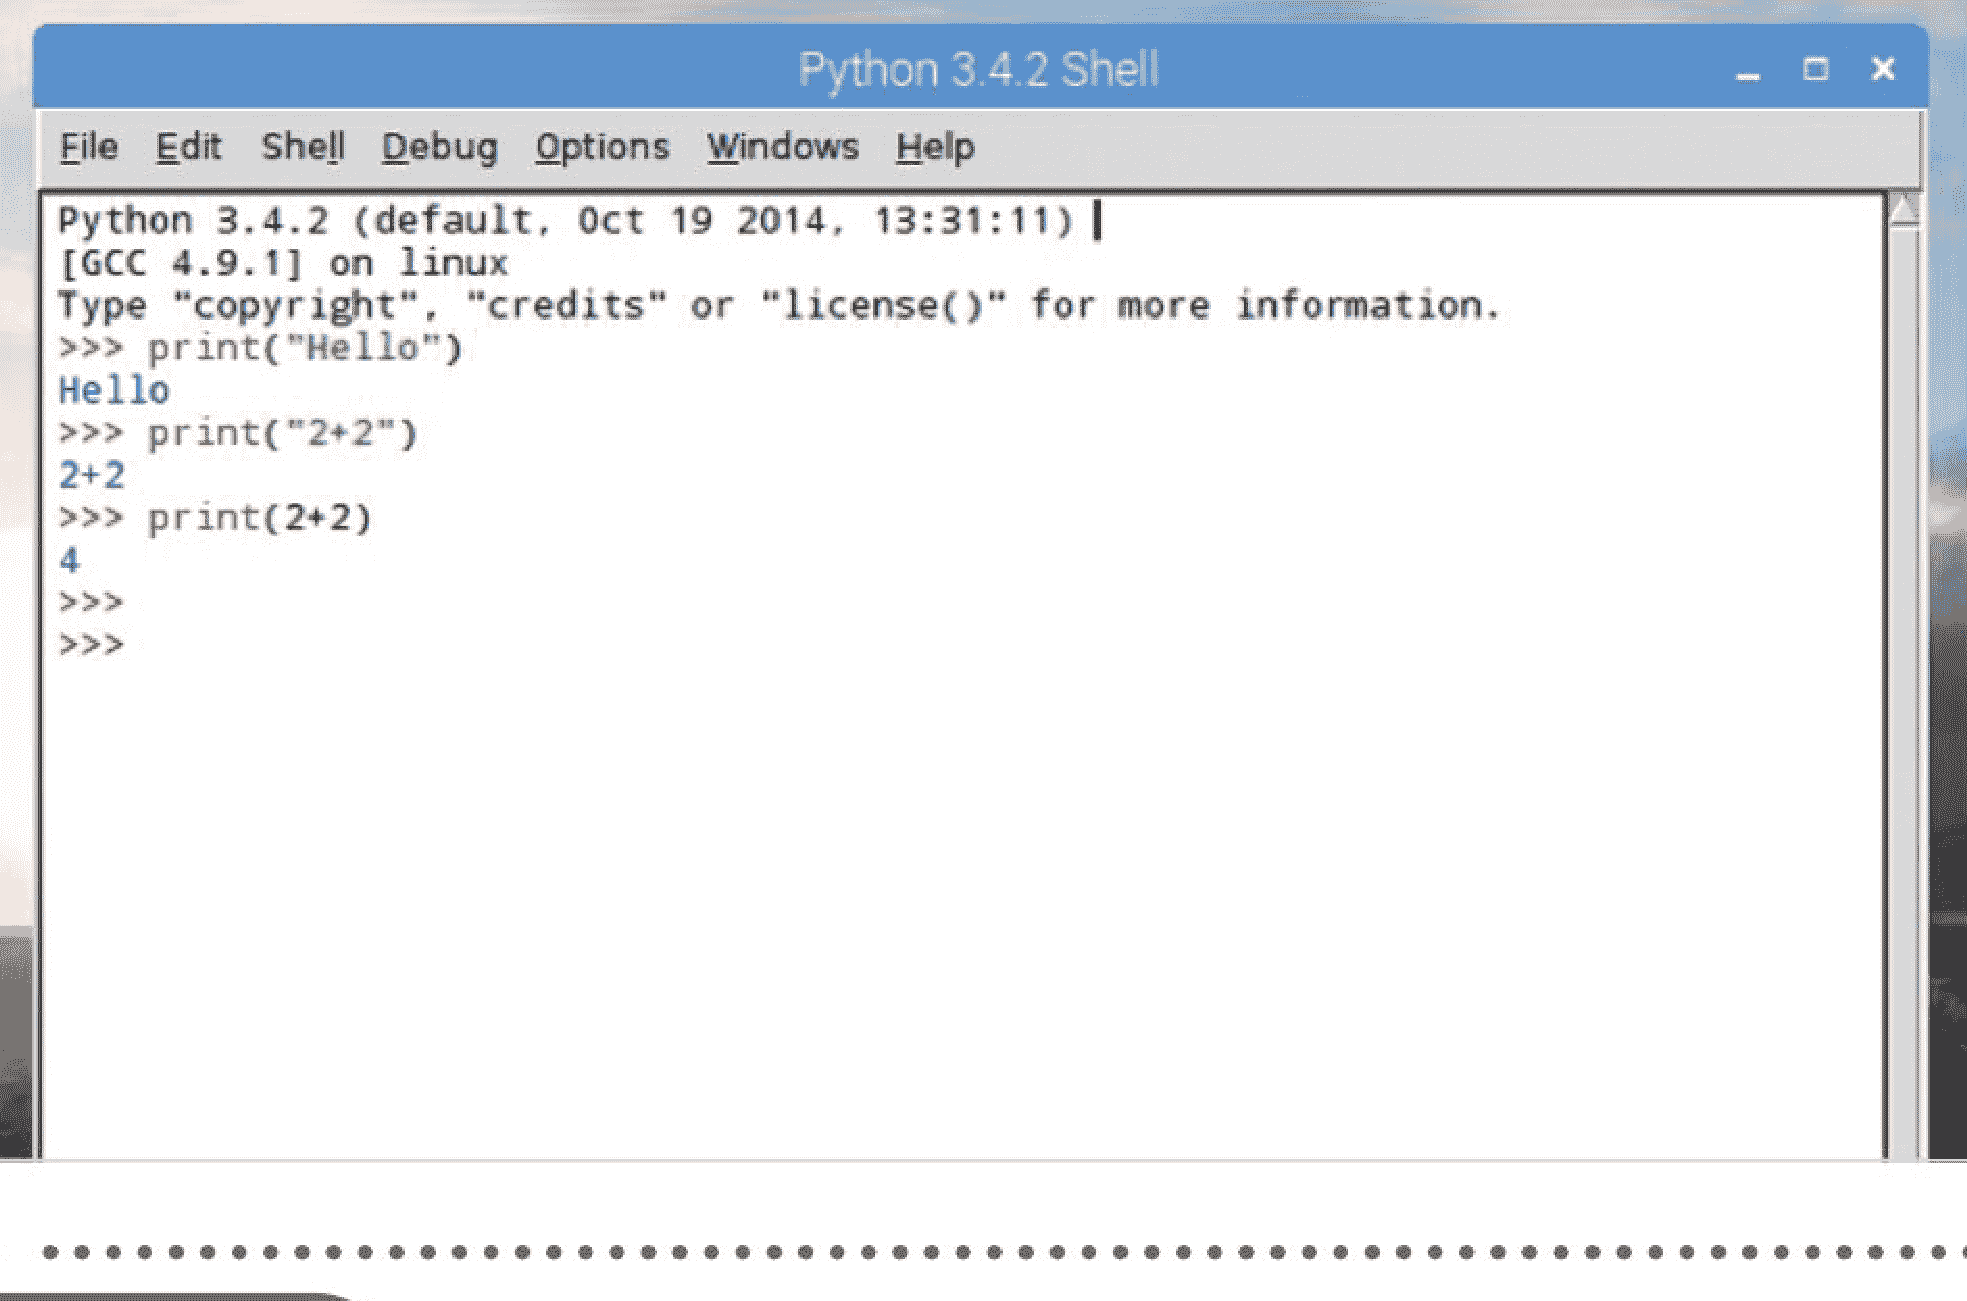 Python 3.4.2 Shell
File Edit Shell Debug Options Windows Help
Python 3.4.2 (default, Oct 19 2014, 13:31:11)
[GCC 4.9.1] on linux
Type "copyright", "credits" or "license()" for more information.
>>> print("Hello")
Hello
>>> print("2+2")
2+2
>>> print(2+2)
4
>>>
>>>